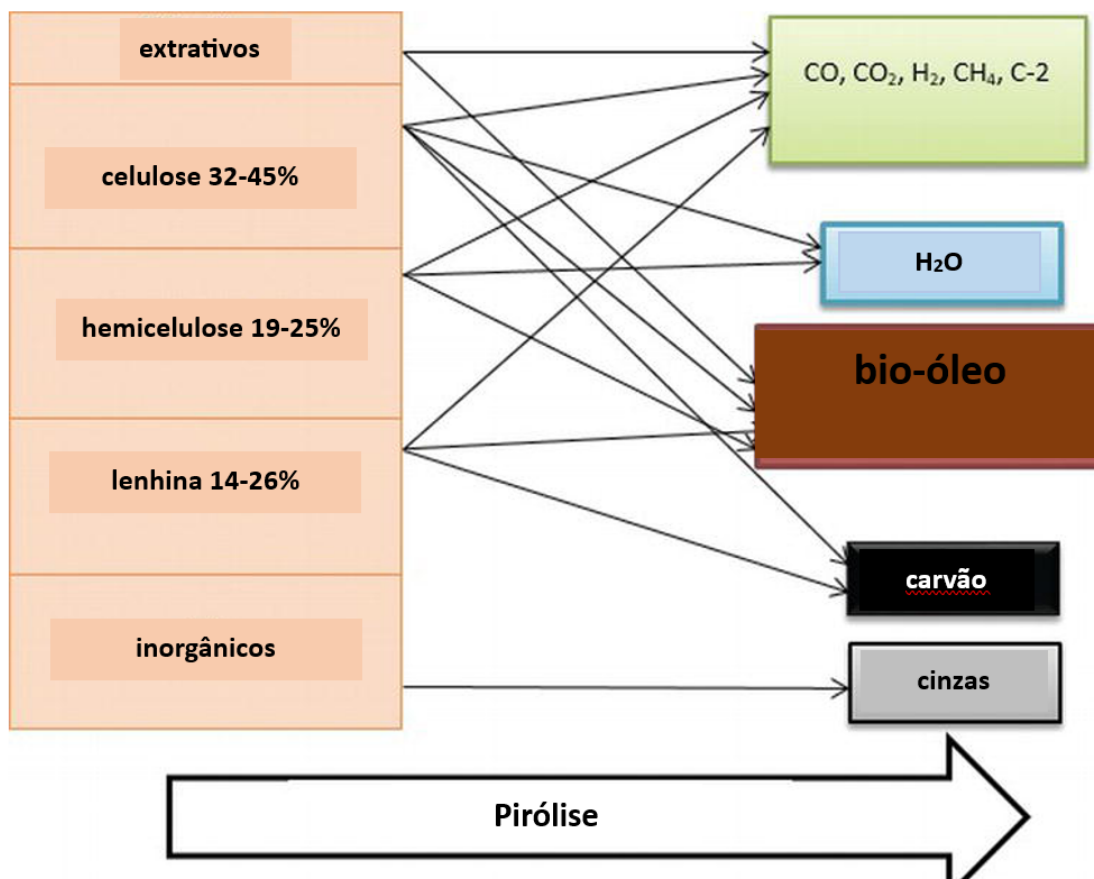 extrativos
celulose 32-45%
hemicelulose 19-25%
lenhina 14-26%
inorgânicos
CO, CO₂, H₂, CH₄, C-2
H₂O
bio-óleo
carvão
cinzas
Pirólise